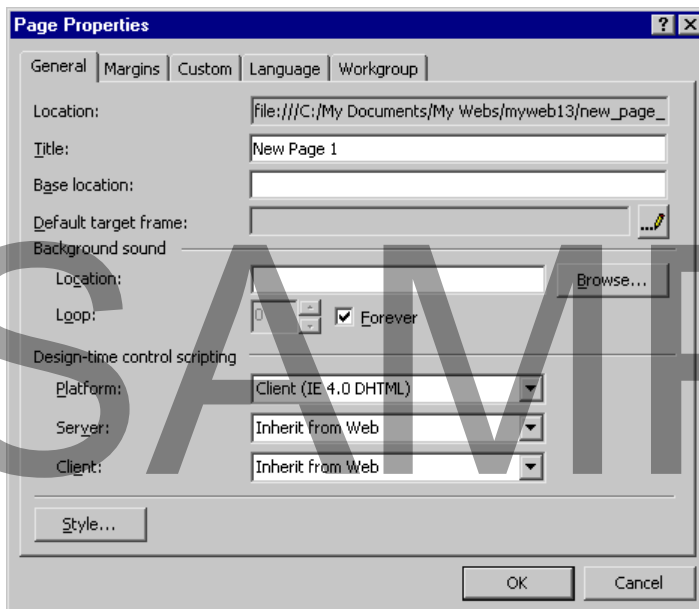 Page Properties
General Margins Custom Language Workgroup
Location: file:///C:/My Documents/My Webs/myweb13/new_page_
Title: New Page 1
Base location:
Default target frame: ...
Background sound
Location: Browse...
Loop: 0 Forever
Design-time control scripting
Platform: Client (IE 4.0 DHTML)
Server: Inherit from Web
Client: Inherit from Web
Style...
OK Cancel
SAMP